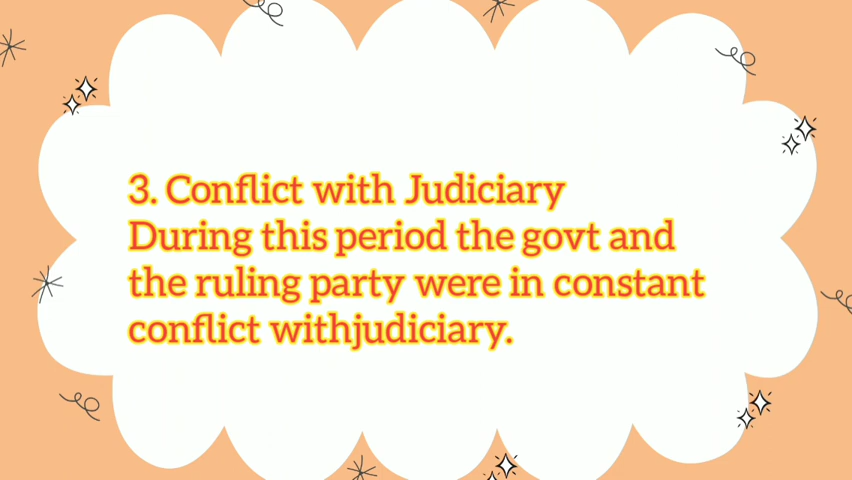 3. Conflict with Judiciary
During this period the govt and
the ruling party were in constant
conflict withjudiciary.